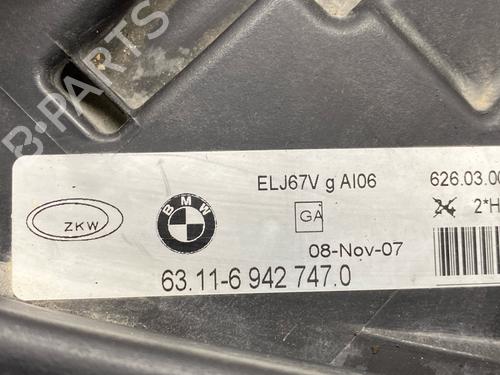 B-PARTS
ELJ67V g AI06
626.03.00
ZKW
BMW
GA
2*H
08-Nov-07
63.11-6 942 747.0